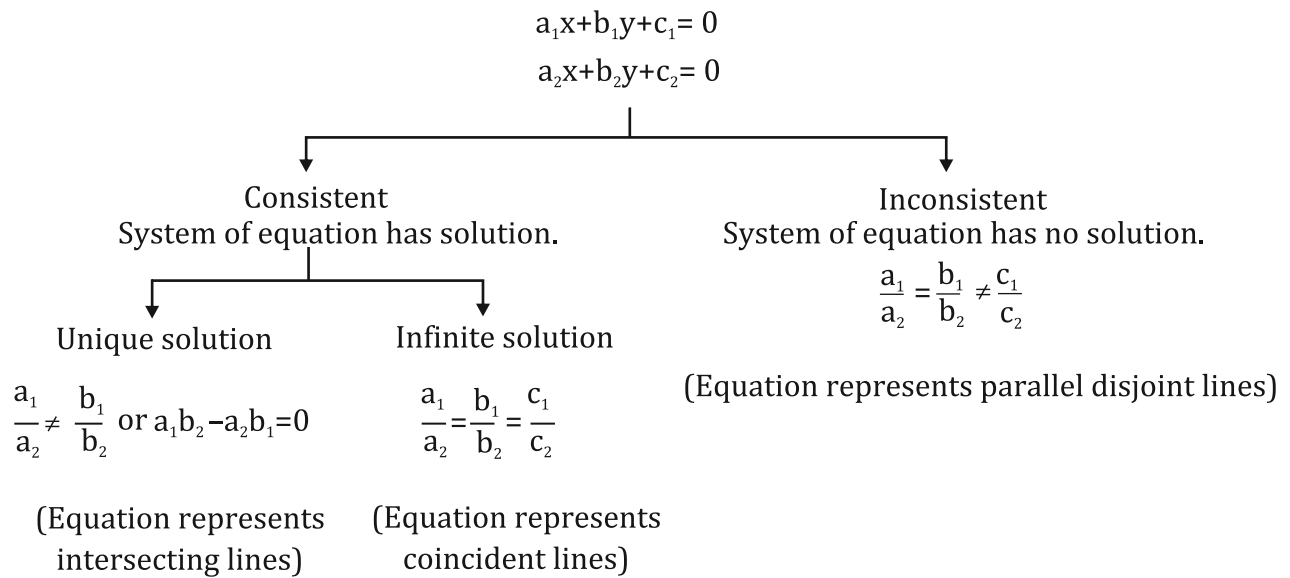 a₁x+b₁y+c₁= 0
a₂x+b₂y+c₂= 0
Consistent
System of equation has solution.
Inconsistent
System of equation has no solution.
a₁/a₂ = b₁/b₂ ≠ c₁/c₂
(Equation represents parallel disjoint lines)
Unique solution
a₁/a₂ ≠ b₁/b₂ or a₁b₂−a₂b₁=0
(Equation represents
intersecting lines)
Infinite solution
a₁/a₂ = b₁/b₂ = c₁/c₂
(Equation represents
coincident lines)